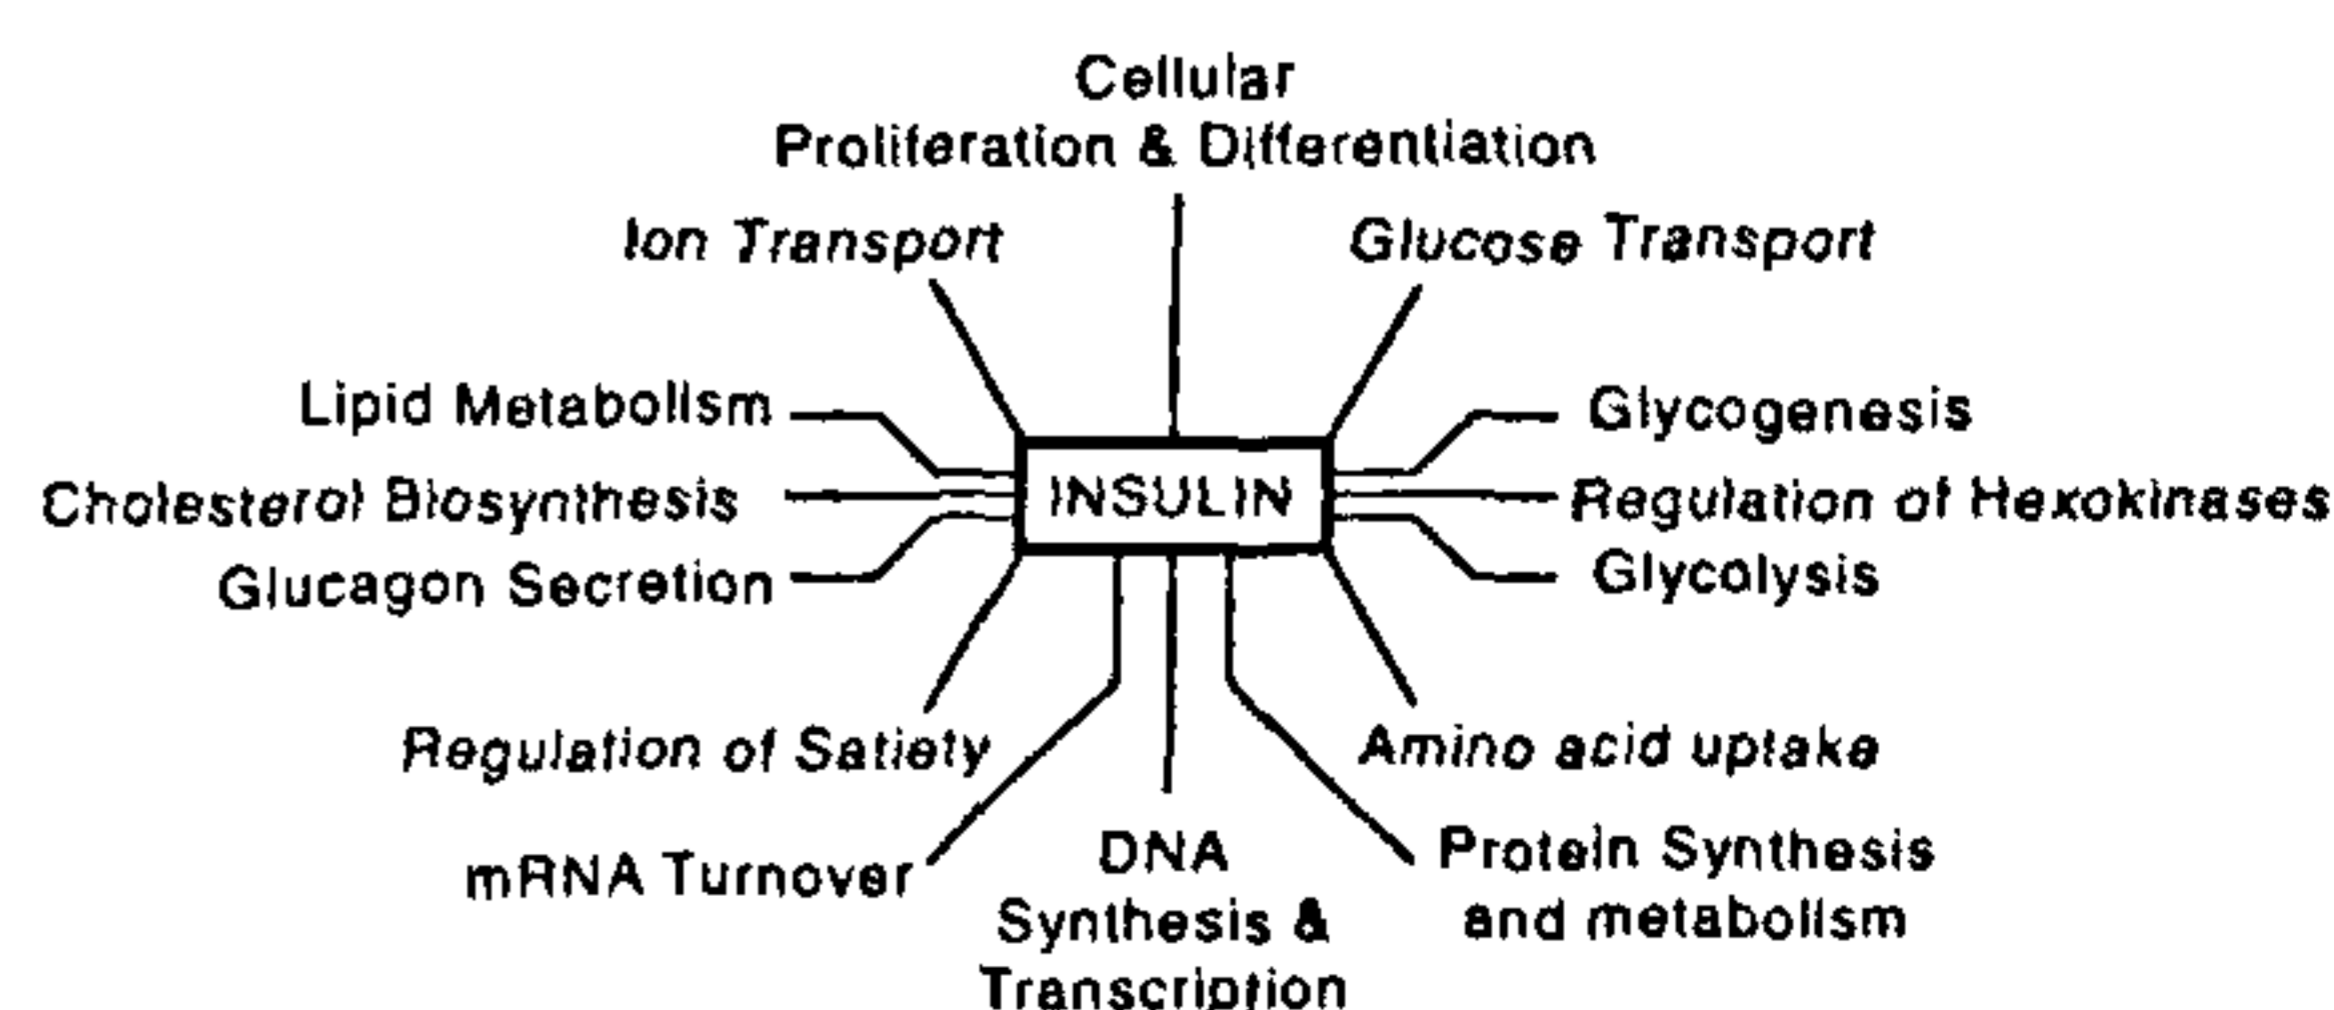 Cellular
Proliferation & Differentiation
Ion Transport
Glucose Transport
Lipid Metabolism
Glycogenesis
INSULIN
Cholesterol Biosynthesis
Regulation of Hexokinases
Glucagon Secretion
Glycolysis
Regulation of Satiety
Amino acid uptake
mRNA Turnover
DNA
Synthesis &
Transcription
Protein Synthesis
and metabolism